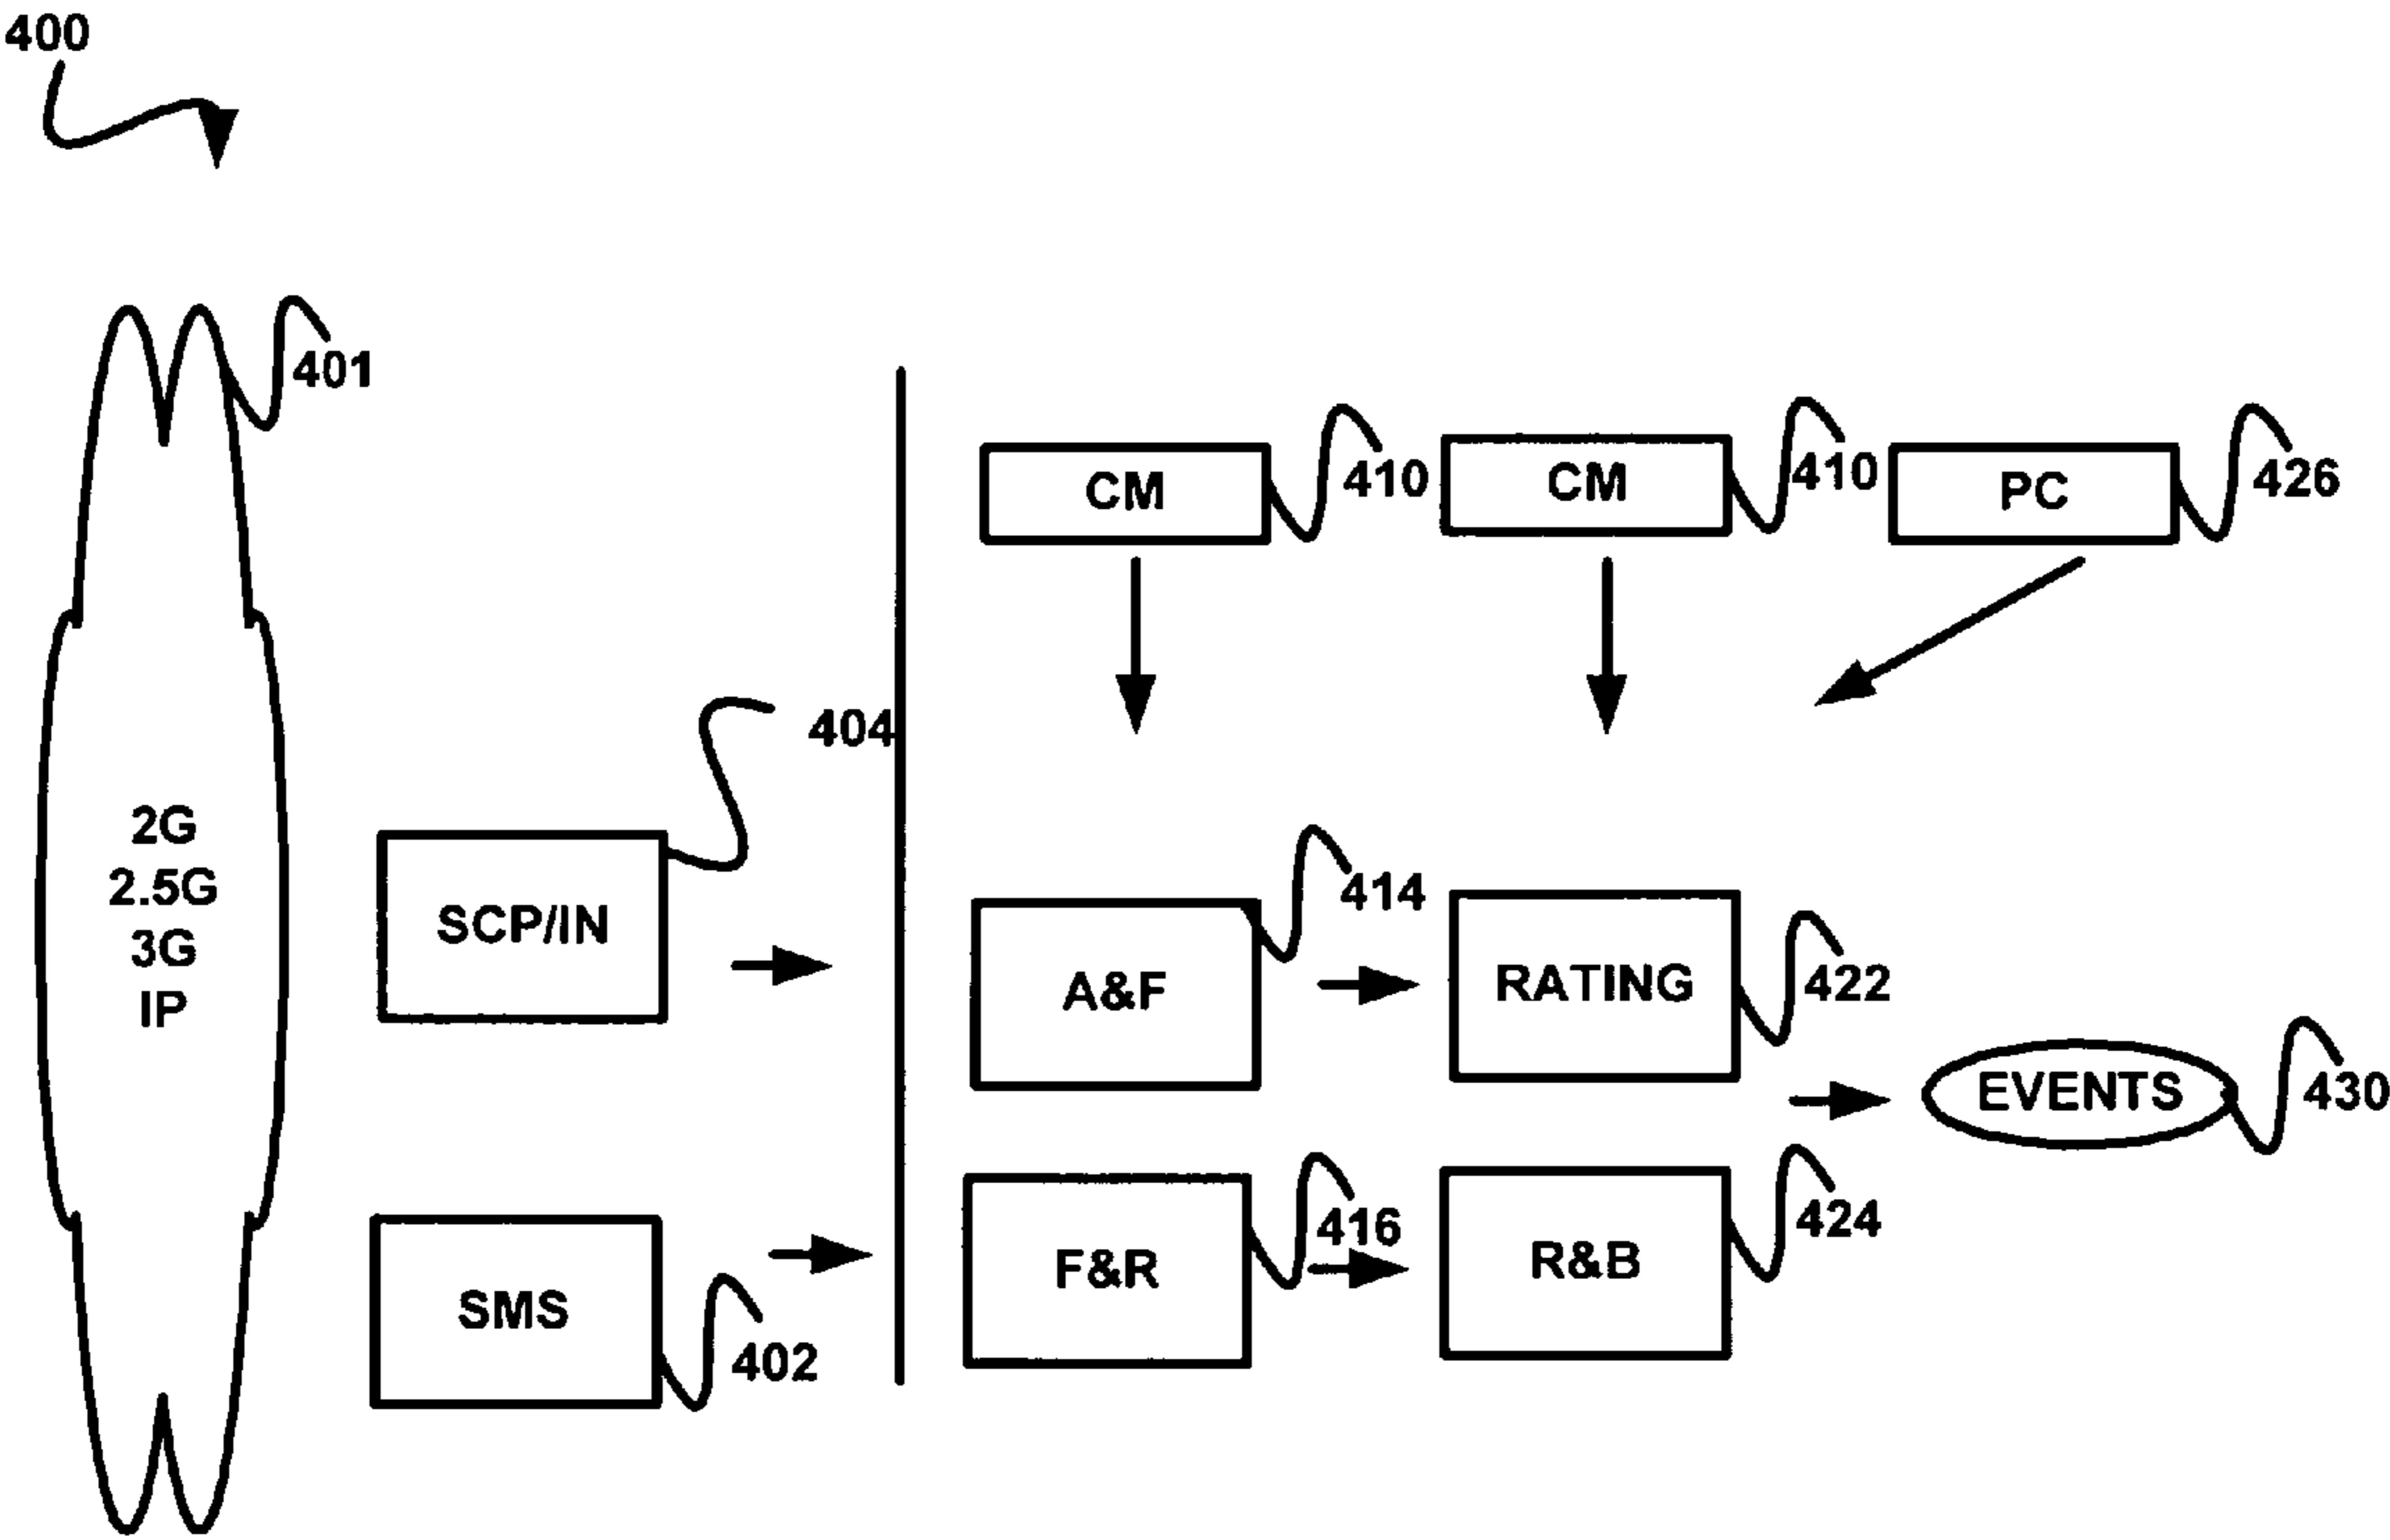 400
401
CM
410
CM
410
PC
426
404
2G
2.5G
3G
IP
SCP/IN
A&F
414
RATING
422
EVENTS
430
SMS
402
F&R
416
R&B
424